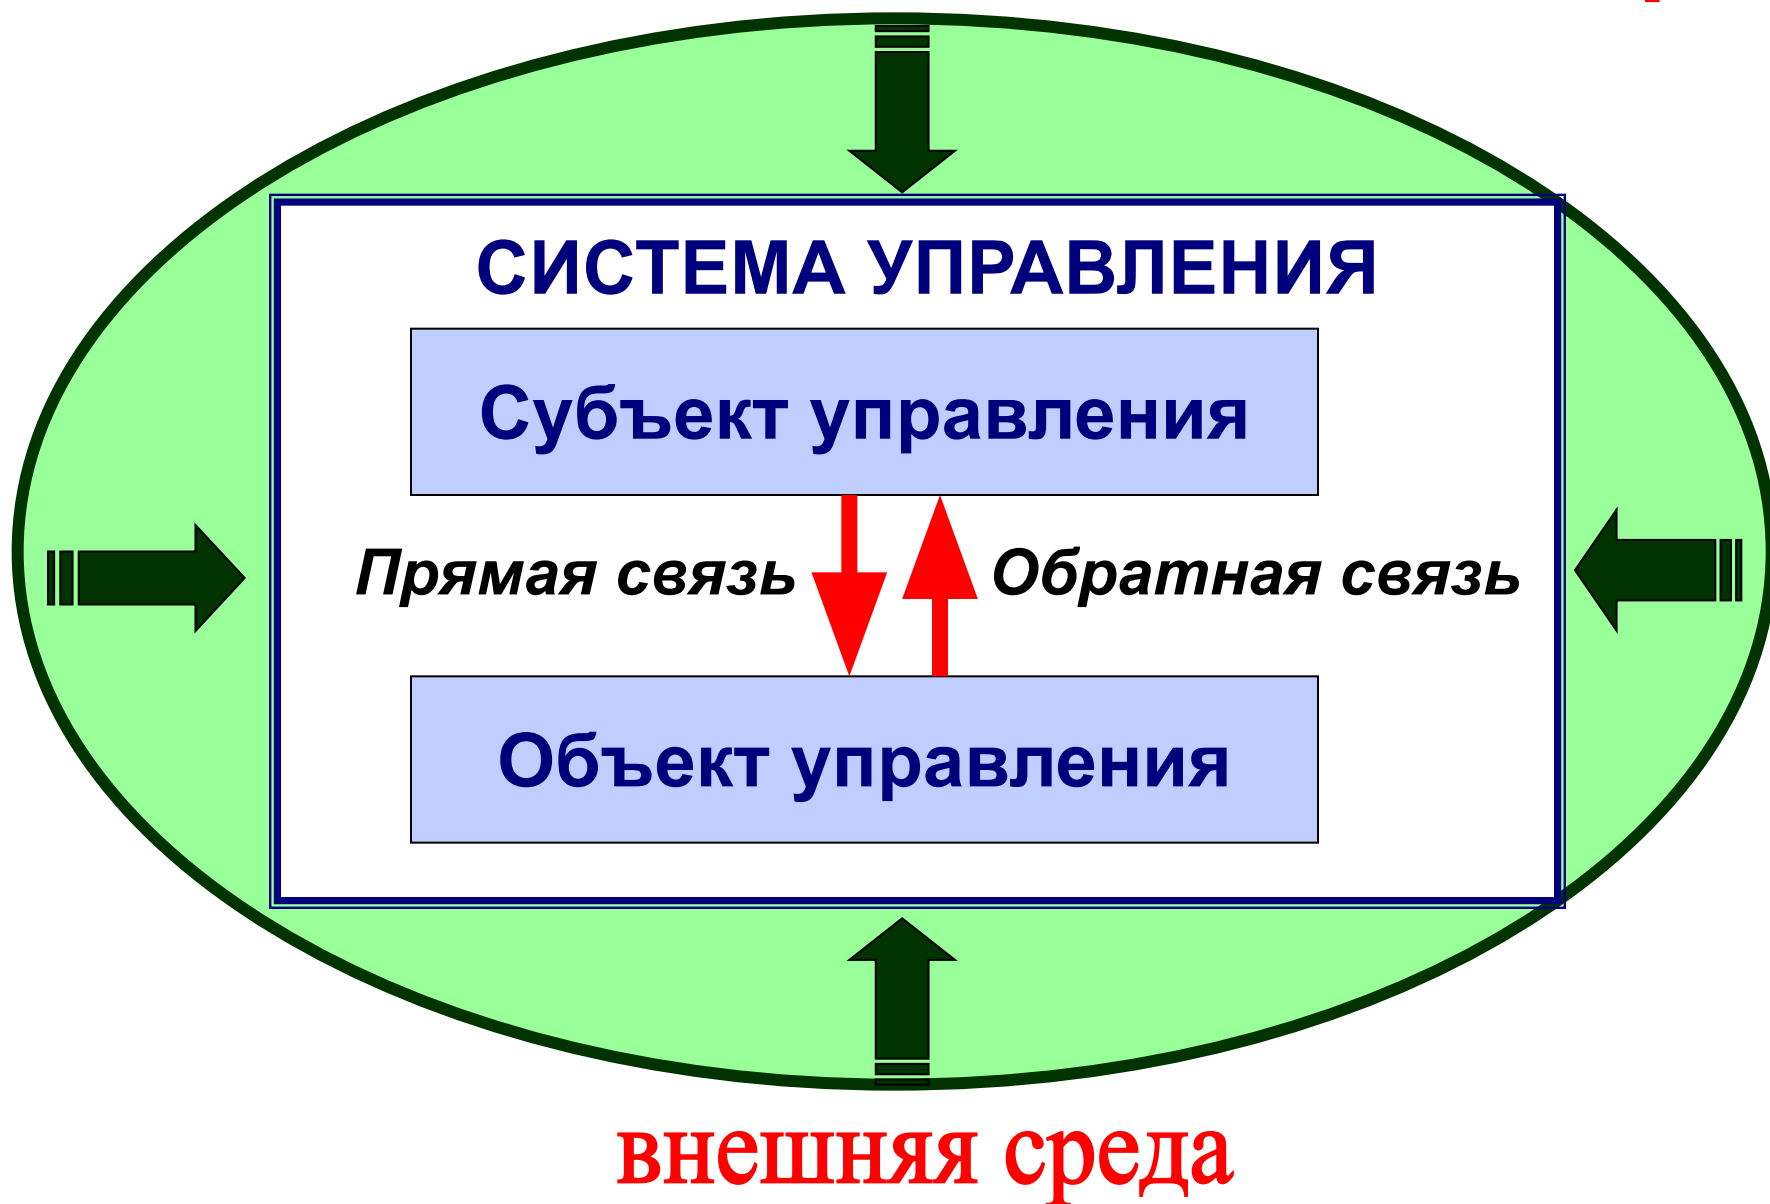 СИСТЕМА УПРАВЛЕНИЯ
Субъект управления
Прямая связь Обратная связь
Объект управления
внешняя среда